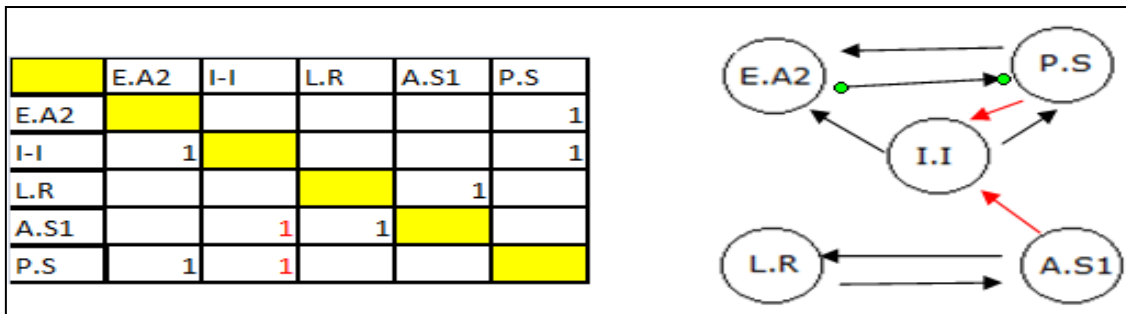 E.A2 I-I L.R A.S1 P.S
E.A2 1
I-I 1 1
L.R 1
A.S1 1 1
P.S 1 1
P.S
E.A2
I.I
L.R
A.S1